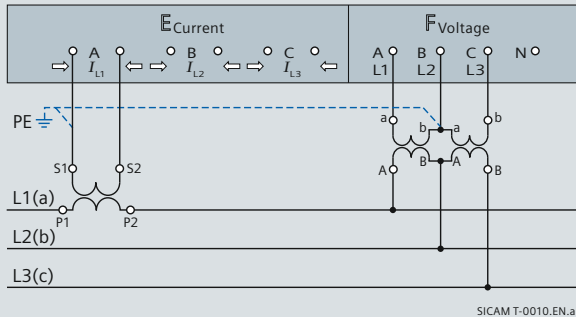 E Current F Voltage
A B C A B C N
I L1 I L2 I L3 L1 L2 L3
PE
a b a b
S1 S2 A B A B
L1(a)
P1 P2
L2(b)
L3(c)
SICAM T-0010.EN.a